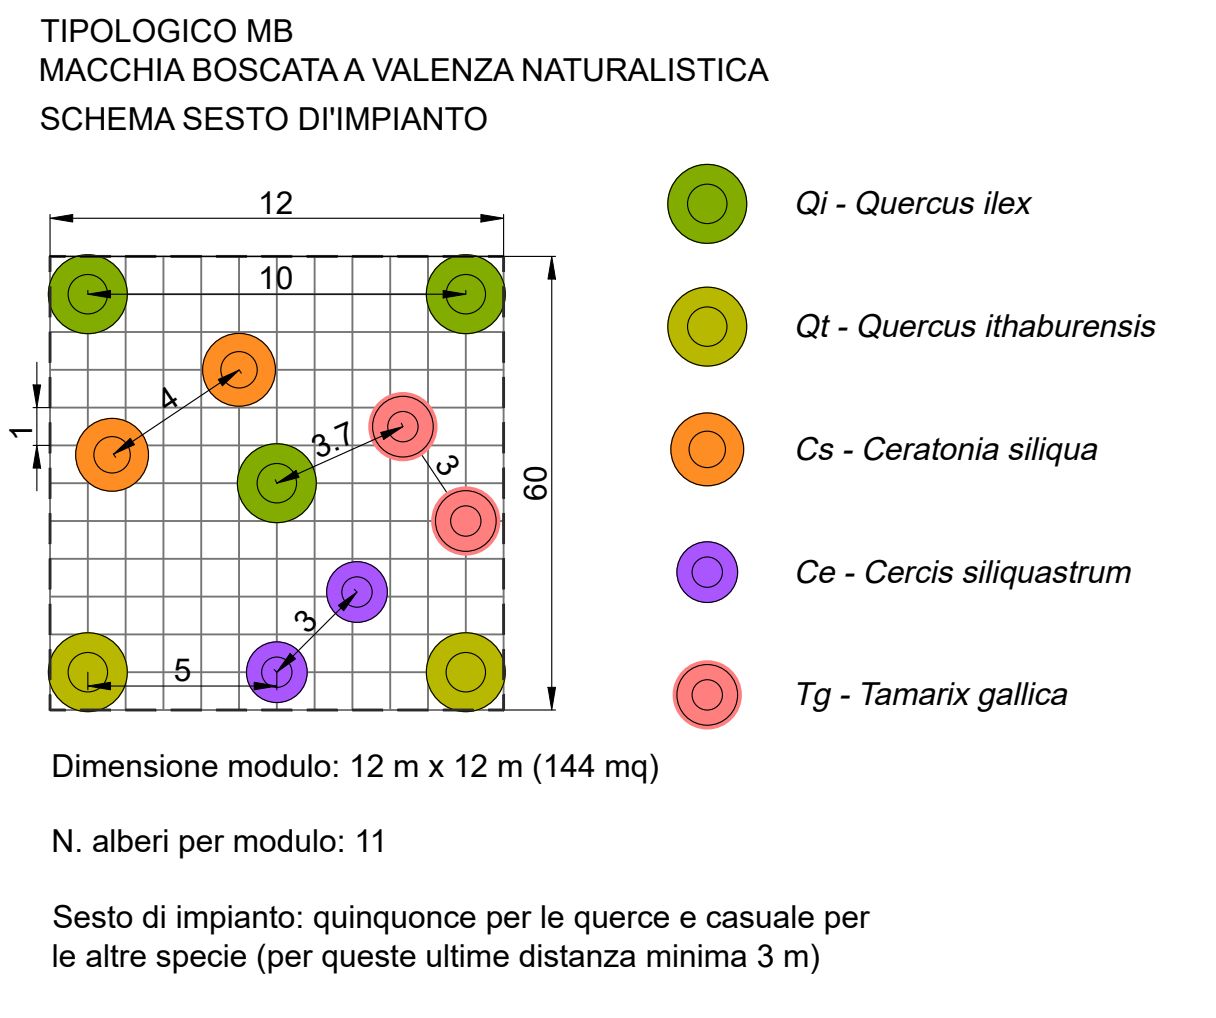 TIPOLOGICO MB
MACCHIA BOSCATA A VALENZA NATURALISTICA
SCHEMA SESTO DI'IMPIANTO
12
10
4
1
3.7
3
60
3
5
Qi - Quercus ilex
Qt - Quercus ithaburensis
Cs - Ceratonia siliqua
Ce - Cercis siliquastrum
Tg - Tamarix gallica
Dimensione modulo: 12 m x 12 m (144 mq)
N. alberi per modulo: 11
Sesto di impianto: quinquonce per le querce e casuale per
le altre specie (per queste ultime distanza minima 3 m)